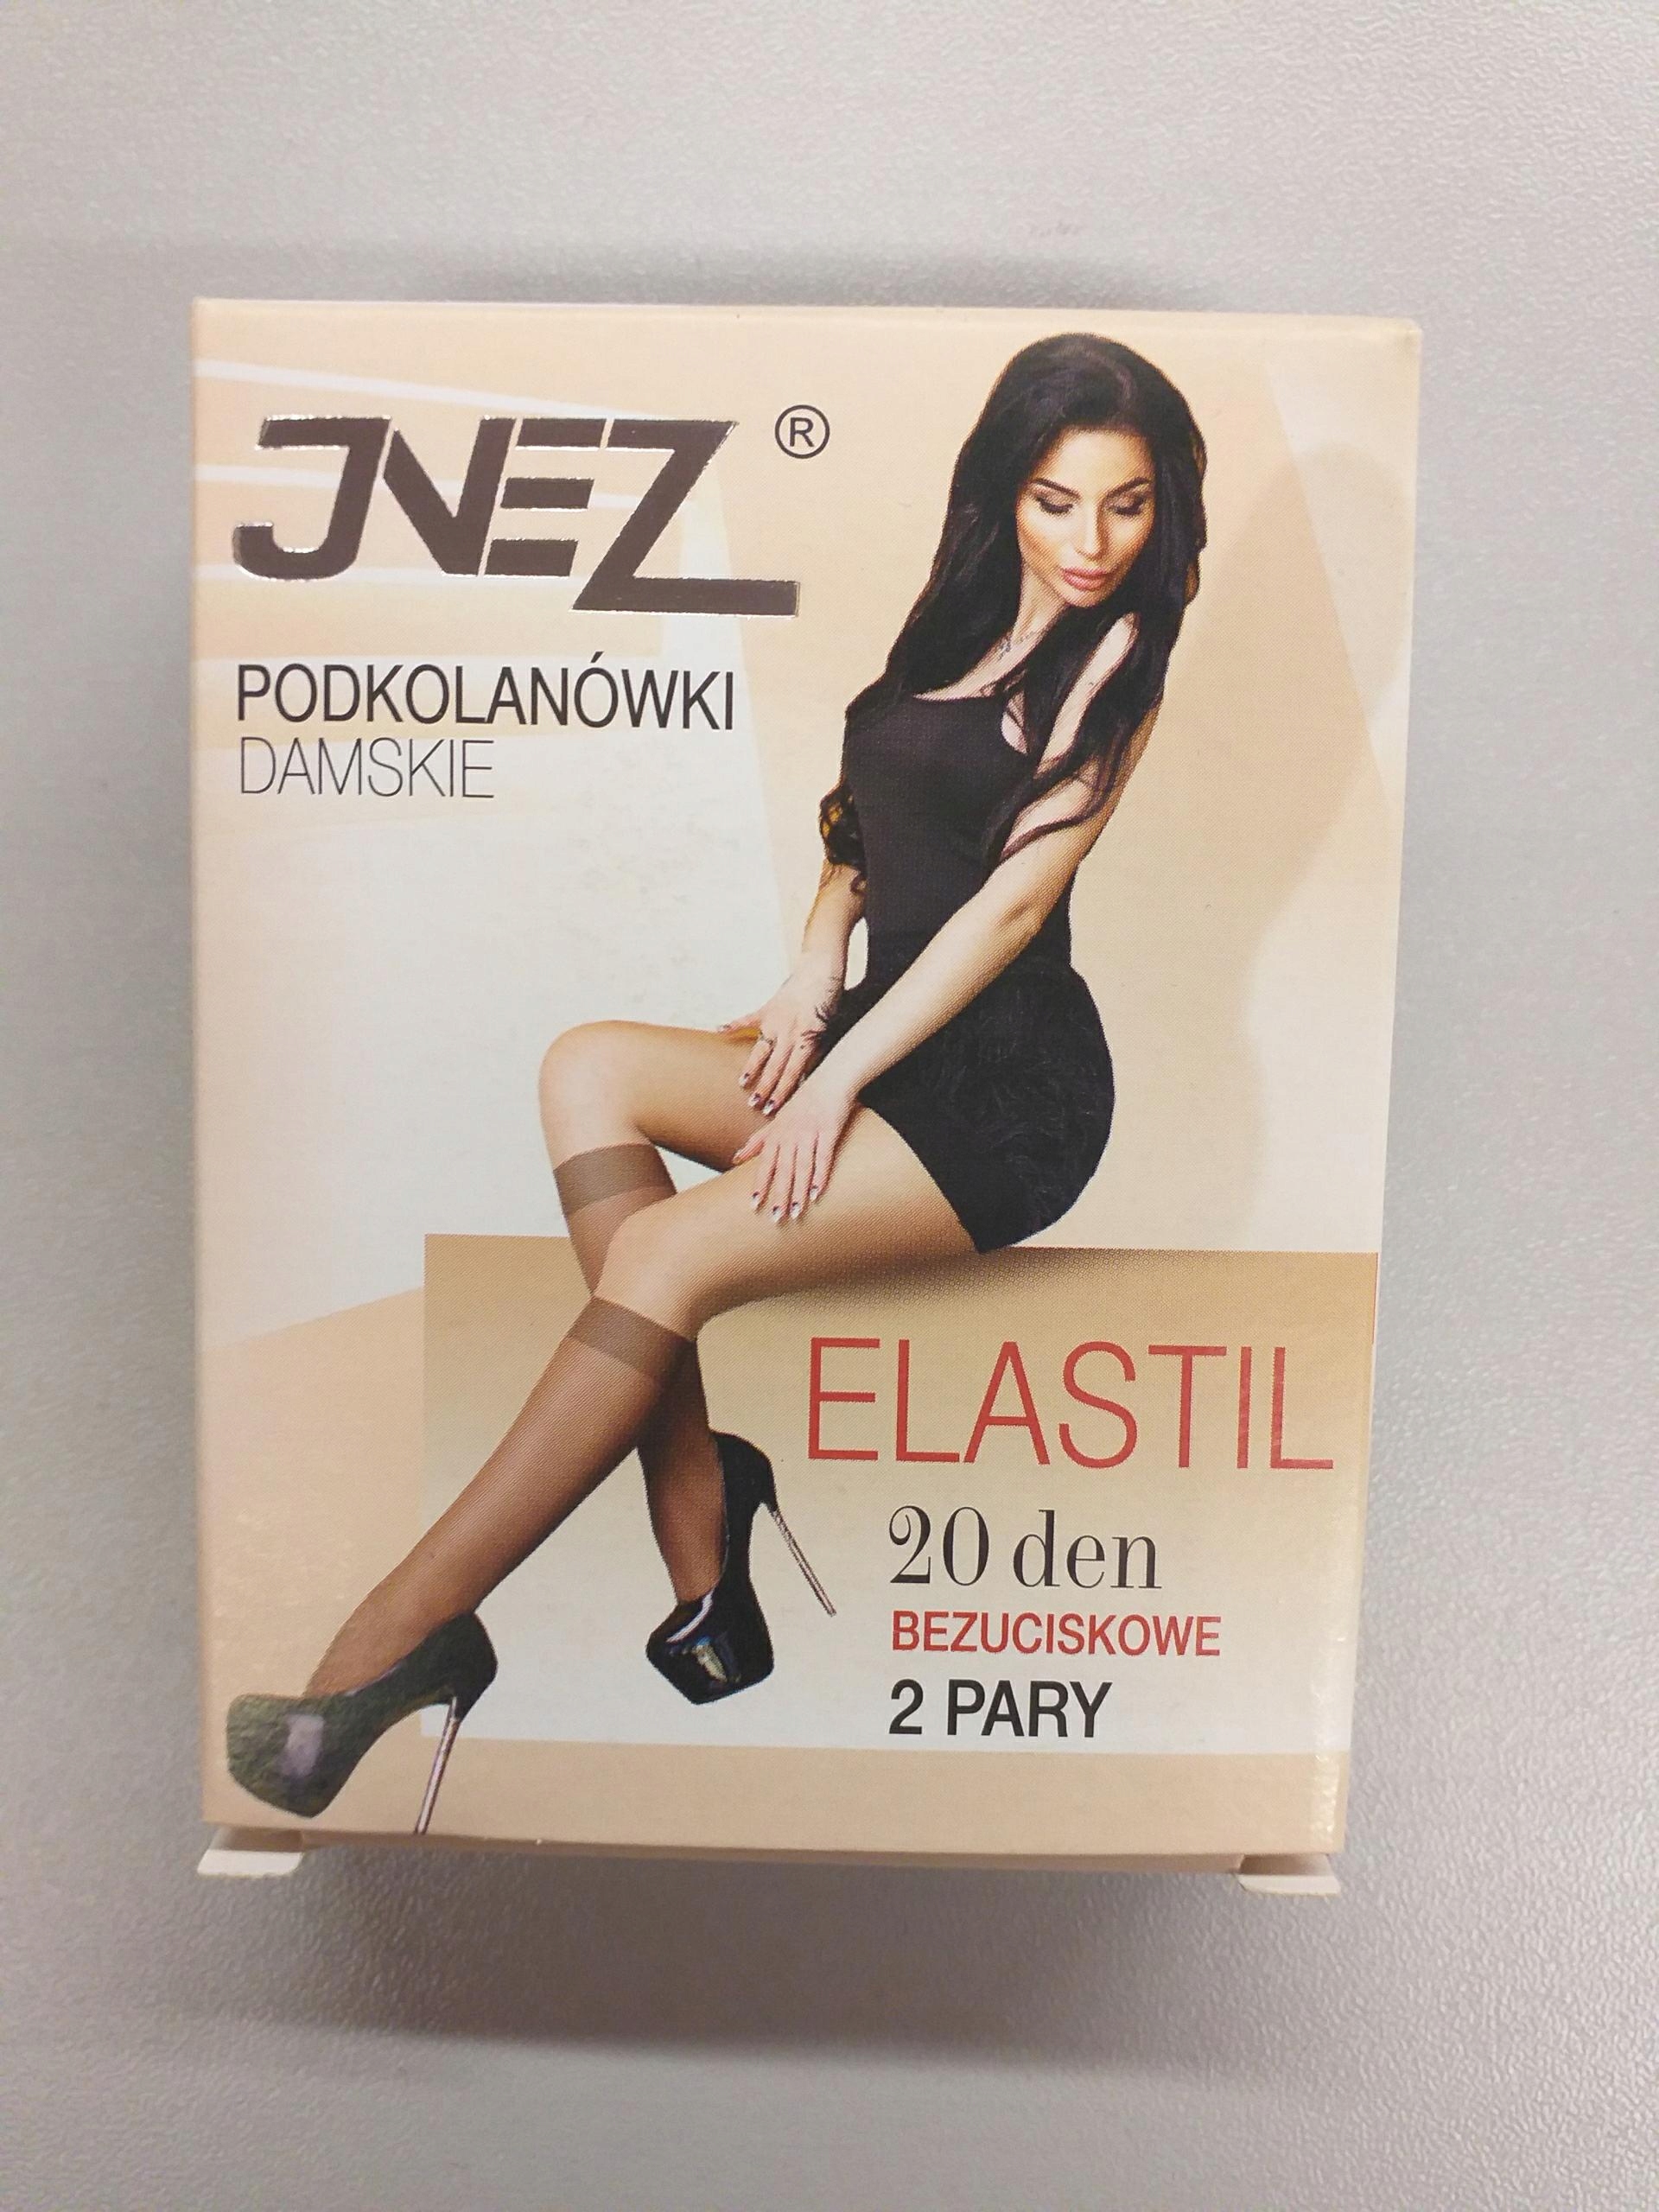 JNEZ ®
PODKOLANÓWKI
DAMSKIE
ELASTIL
20 den
BEZUCISKOWE
2 PARY